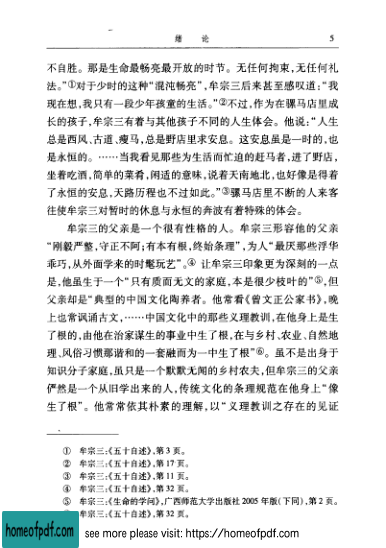 绪 论 5
不自胜。那是生命最畅亮最开放的时节。无任何拘束,无任何礼
法。”①对于少时的这种“混沌畅亮”,牟宗三后来甚至感叹道:“我
现在想,我只有一段少年孩童的生活。”②不过,作为在骡马店里成
长的孩子,牟宗三有着与其他孩子不同的人生体会。他说:“人生
总是西风、古道、瘦马,总是野店里求安息。这安息虽是一时的,也
是永恒的。……当我看见那些为生活而忙迫的赶马者,进了野店,
坐着吃酒,简单的菜肴,闲适的意味,说着天南地北,也好像是得着
了永恒的安息,天路历程也不过如此。”③骡马店里不断的人来客
往使牟宗三对暂时的休息与永恒的奔波有着特殊的体会。
牟宗三的父亲是一个很有性格的人。牟宗三形容他的父亲
“刚毅严整,守正不阿;有本有根,终始条理”,为人“最厌那些浮华
乖巧,从外面学来的时髦玩艺”。④ 让牟宗三印象更为深刻的一点
是,他虽生于一个“只有质而无文的家庭,本是很少枝叶的”⑤,但
父亲却是“典型的中国文化陶养者。他常看《曾文正公家书》,晚
上也常讽诵古文,……中国文化中的那些义理教训,在他身上是生
了根的,由他在治家谋生的事业中生了根,在与乡村、农业、自然地
理、风俗习惯那谐和的一套融而为一中生了根”⑥。虽不是出身于
知识分子家庭,虽只是一个默默无闻的乡村农夫,但牟宗三的父亲
俨然是一个从旧学出来的人,传统文化的条理规范在他身上“像
生了根”。他常常依其朴素的理解,以“义理教训之存在的见证
① 牟宗三:《五十自述》,第3页。
② 牟宗三:《五十自述》,第17页。
③ 牟宗三:《五十自述》,第11页。
④ 牟宗三:《五十自述》,第32页。
⑤ 牟宗三:《生命的学问》,广西师范大学出版社2005年版(下同),第2页。
牟宗三:《五十自述》,第32页。
homeofpdf.com
see more please visit: https://homeofpdf.com